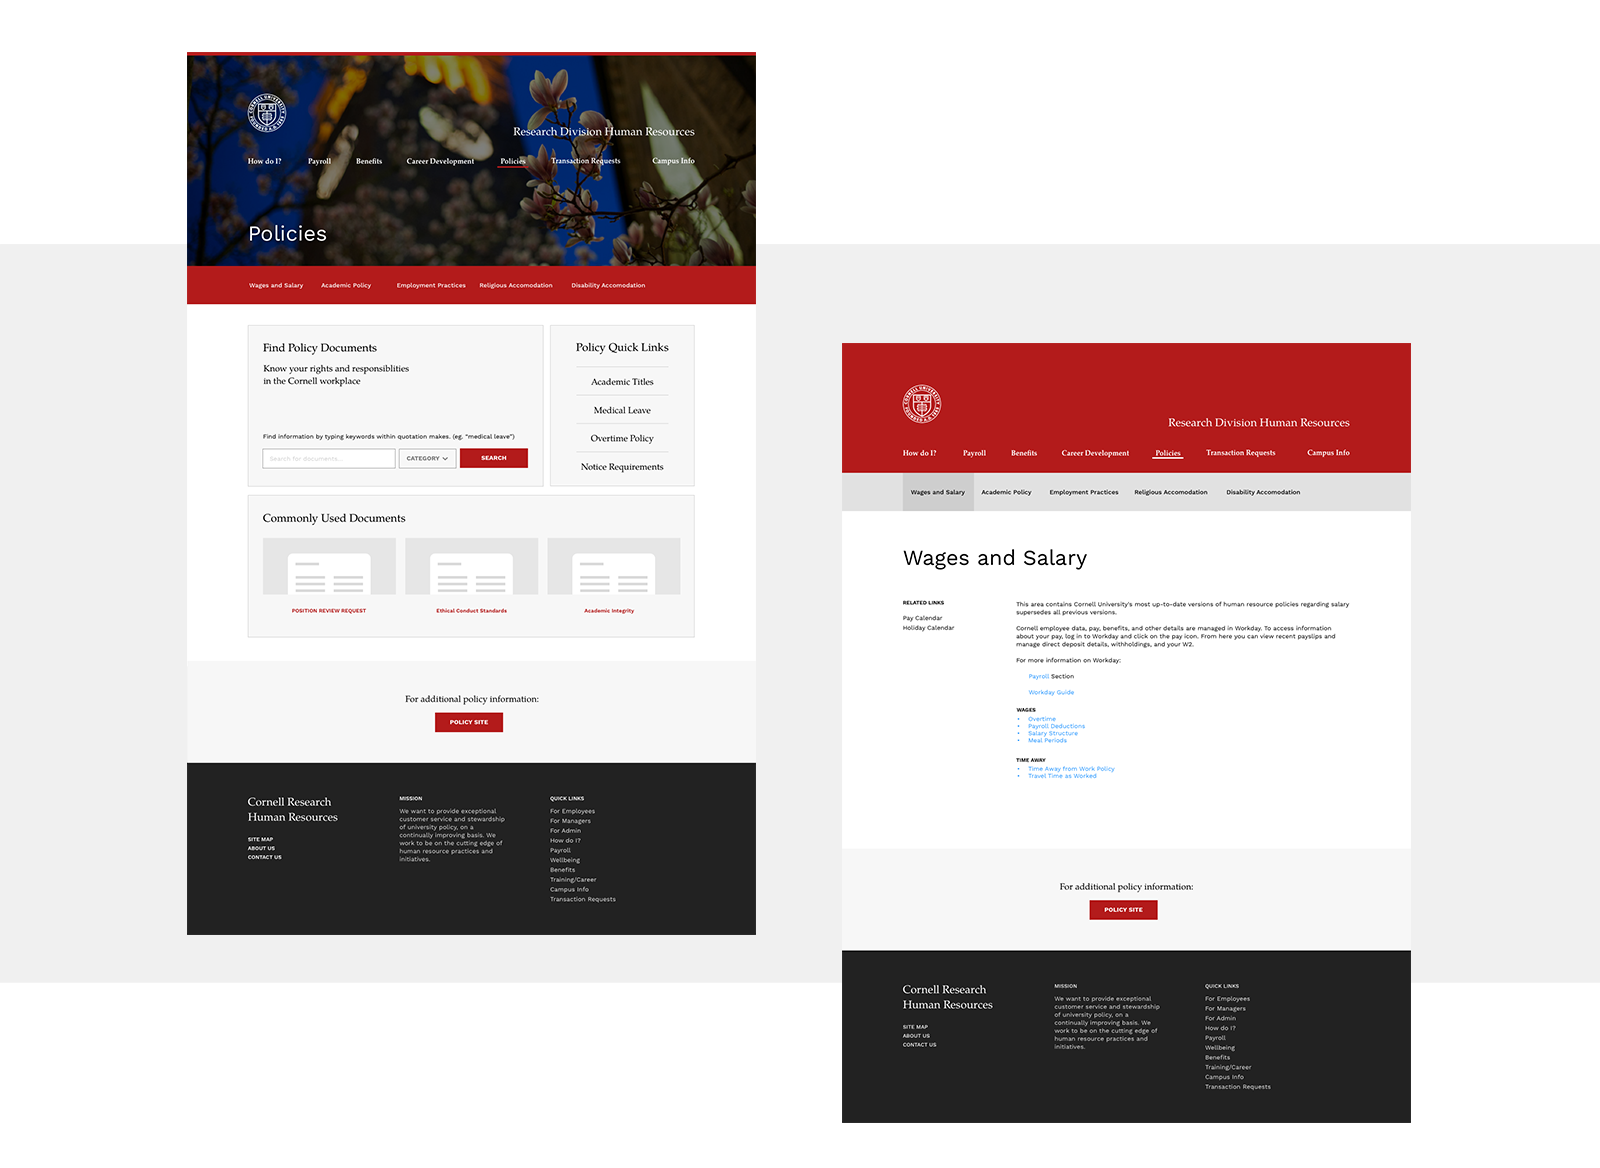 Research Division Human Resources
How do I? Payroll Benefits Career Development Policies Transaction Requests Campus Info
Policies
Wages and Salary Academic Policy Employment Practices Religious Accomodation Disability Accomodation
Find Policy Documents
Know your rights and responsiblities
in the Cornell workplace
Find information by typing keywords within quotation makes. (eg. "medical leave")
Search for documents...
CATEGORY
SEARCH
Policy Quick Links
Academic Titles
Medical Leave
Overtime Policy
Notice Requirements
Commonly Used Documents
POSITION REVIEW REQUEST
Ethical Conduct Standards
Academic Integrity
For additional policy information:
POLICY SITE
Cornell Research
Human Resources
SITE MAP
ABOUT US
CONTACT US
MISSION
We want to provide exceptional
customer service and stewardship
of university policy, on a
continually improving basis. We
work to be on the cutting edge of
human resource practices and
initiatives.
QUICK LINKS
For Employees
For Managers
For Admin
How do I?
Payroll
Wellbeing
Benefits
Training/Career
Campus Info
Transaction Requests
Research Division Human Resources
How do I? Payroll Benefits Career Development Policies Transaction Requests Campus Info
Wages and Salary Academic Policy Employment Practices Religious Accomodation Disability Accomodation
Wages and Salary
RELATED LINKS
Pay Calendar
Holiday Calendar
This area contains Cornell University's most up-to-date versions of human resource policies regarding salary
supersedes all previous versions.
Cornell employee data, pay, benefits, and other details are managed in Workday. To access information
about your pay, log in to Workday and click on the pay icon. From here you can view recent payslips and
manage direct deposit details, withholdings, and your W2.
For more information on Workday:
Payroll Section
Workday Guide
WAGES
• Overtime
• Payroll Deductions
• Salary Structure
• Meal Periods
TIME AWAY
• Time Away from Work Policy
• Travel Time as Worked
For additional policy information:
POLICY SITE
Cornell Research
Human Resources
SITE MAP
ABOUT US
CONTACT US
MISSION
We want to provide exceptional
customer service and stewardship
of university policy, on a
continually improving basis. We
work to be on the cutting edge of
human resource practices and
initiatives.
QUICK LINKS
For Employees
For Managers
For Admin
How do I?
Payroll
Wellbeing
Benefits
Training/Career
Campus Info
Transaction Requests